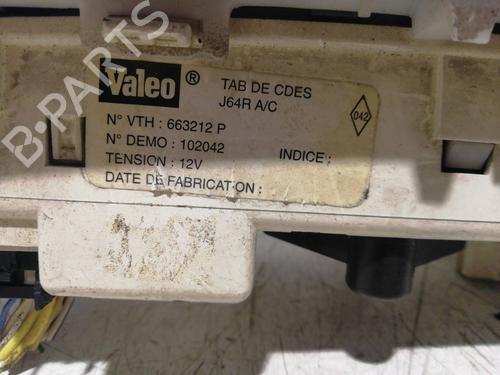 B-PARTS
Valeo ®
TAB DE CDES
J64R A/C
042
N° VTH : 663212 P
N° DEMO : 102042
INDICE :
TENSION : 12V
DATE DE FABRICATION :